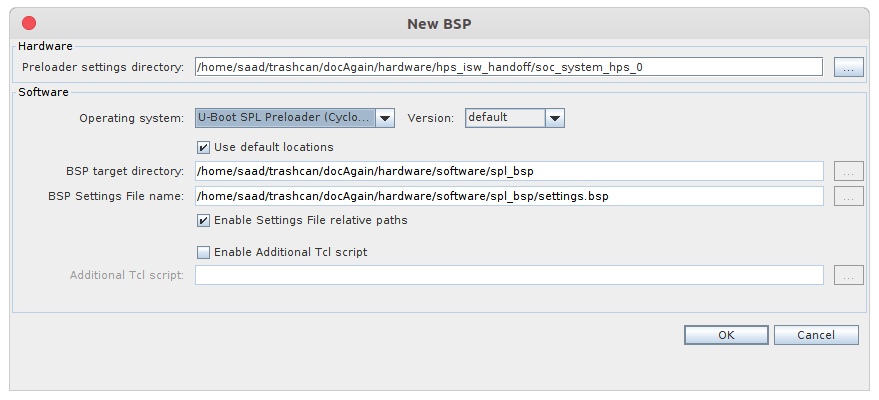 New BSP
Hardware
Preloader settings directory: /home/saad/trashcan/docAgain/hardware/hps_isw_handoff/soc_system_hps_0 ...
Software
Operating system: U-Boot SPL Preloader (Cyclo... Version: default
Use default locations
BSP target directory: /home/saad/trashcan/docAgain/hardware/software/spl_bsp ...
BSP Settings File name: /home/saad/trashcan/docAgain/hardware/software/spl_bsp/settings.bsp ...
Enable Settings File relative paths
Enable Additional Tcl script
Additional Tcl script: ...
OK Cancel